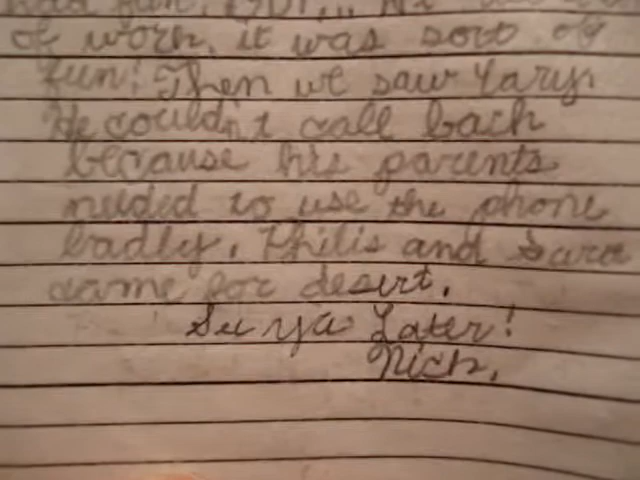 of work, it was sort of
fun! Then we saw Yary.
He couldn't call back
because his parents
needed to use the phone
badly. Philis and Sara
came for desert.
See ya Later!
Nick.